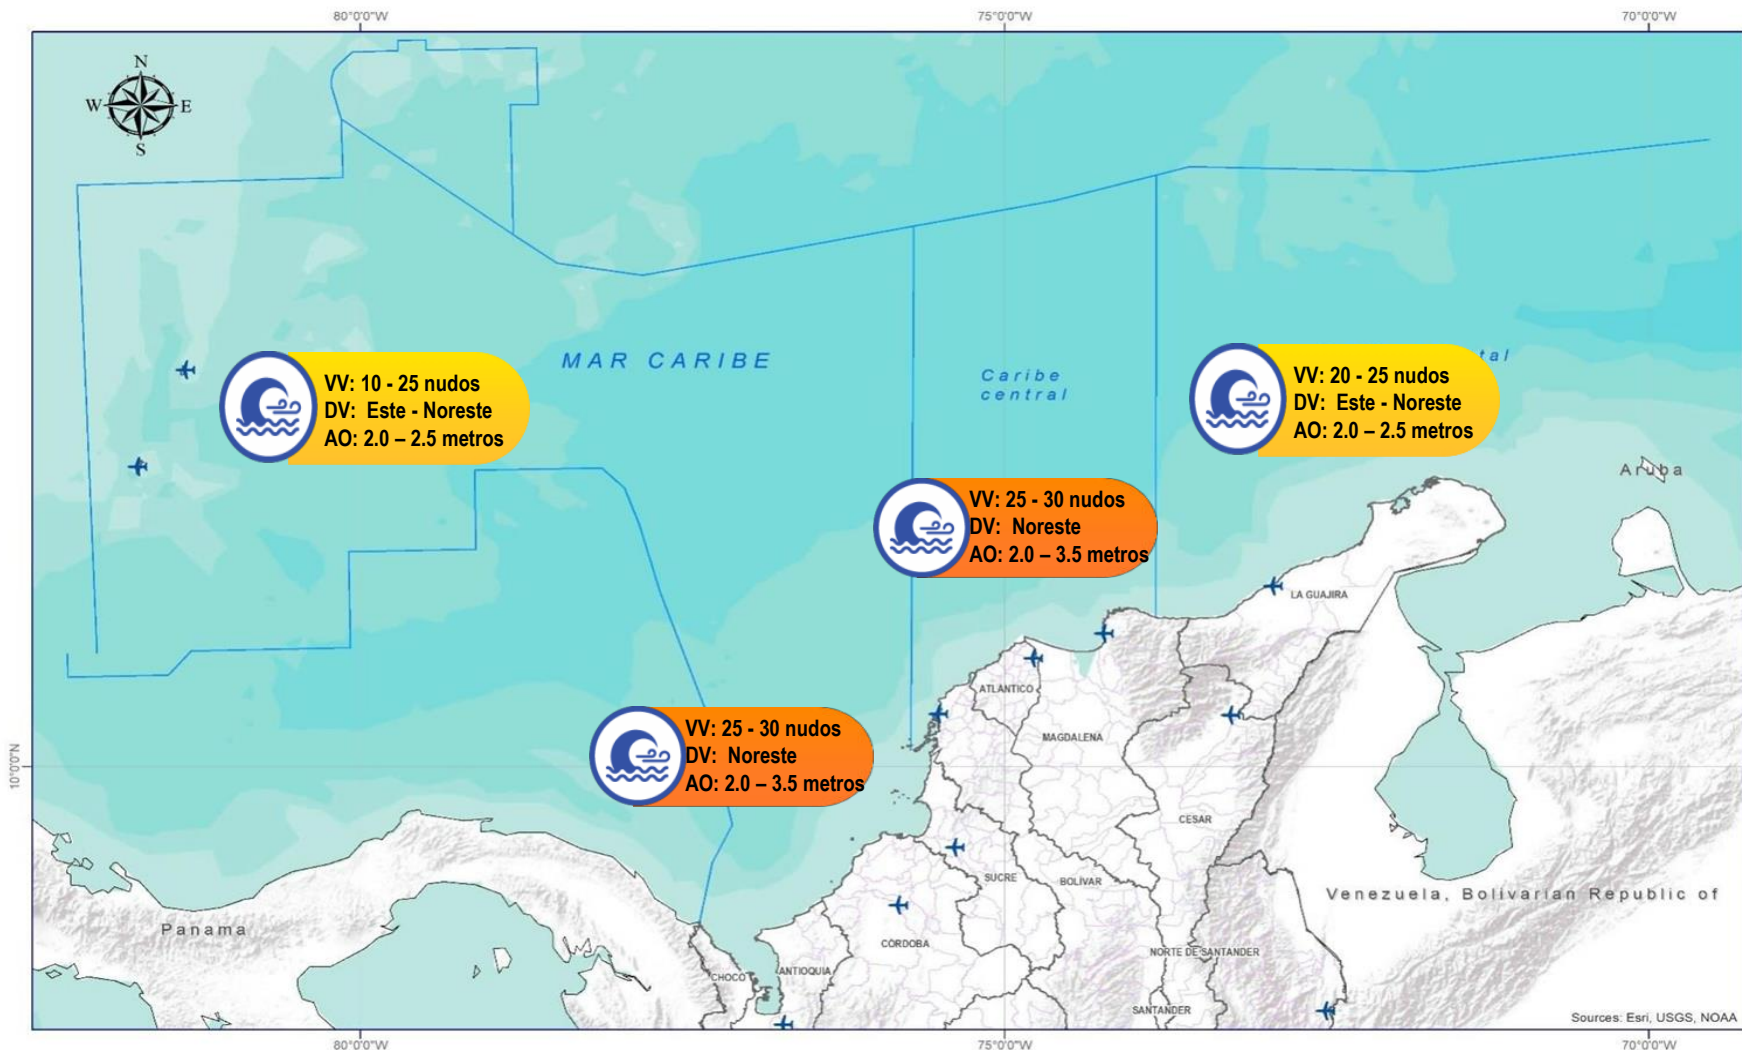 80°0'0"W
75°0'0"W
70°0'0"W
N
W
E
S
MAR CARIBE
Caribe
central
tal
VV: 10 - 25 nudos
DV: Este - Noreste
AO: 2.0 – 2.5 metros
VV: 20 - 25 nudos
DV: Este - Noreste
AO: 2.0 – 2.5 metros
Aruba
VV: 25 - 30 nudos
DV: Noreste
AO: 2.0 – 3.5 metros
LA GUAJIRA
ATLANTICO
VV: 25 - 30 nudos
DV: Noreste
AO: 2.0 – 3.5 metros
MAGDALENA
10°0'0"N
CESAR
SUCRE
BOLÍVAR
Venezuela, Bolivarian Republic of
Panama
CÓRDOBA
NORTE DE SANTANDER
CHOCO
ANTIOQUIA
SANTANDER
Sources: Esri, USGS, NOAA
80°0'0"W
75°0'0"W
70°0'0"W